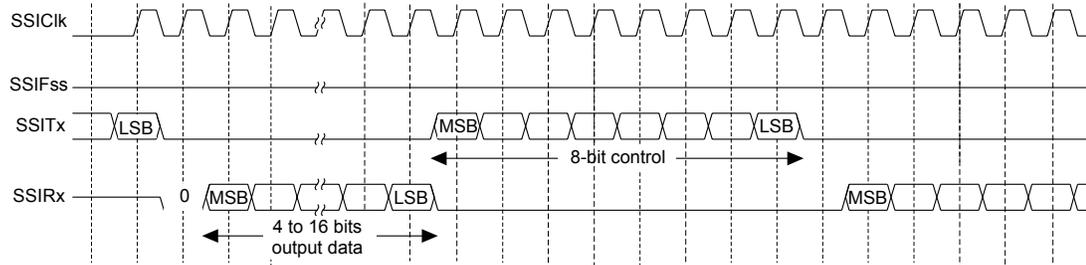 SSIClk
SSIFss
SSITx
LSB
MSB
LSB
8-bit control
SSIRx
0
MSB
LSB
MSB
4 to 16 bits
output data